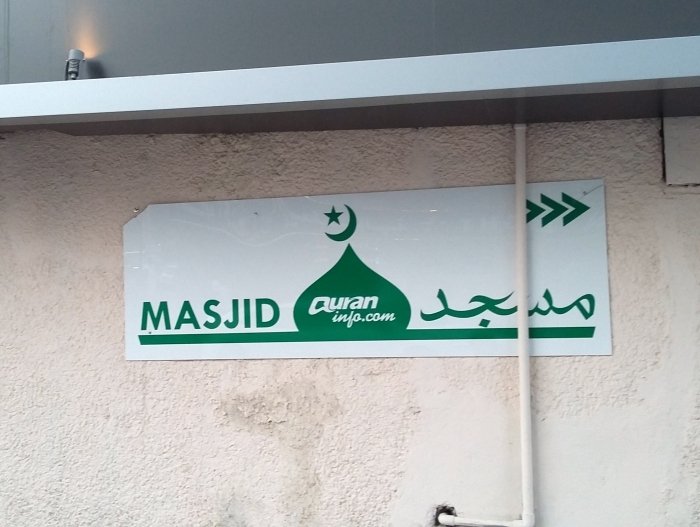 MASJID
Quran
info.com
مسجد